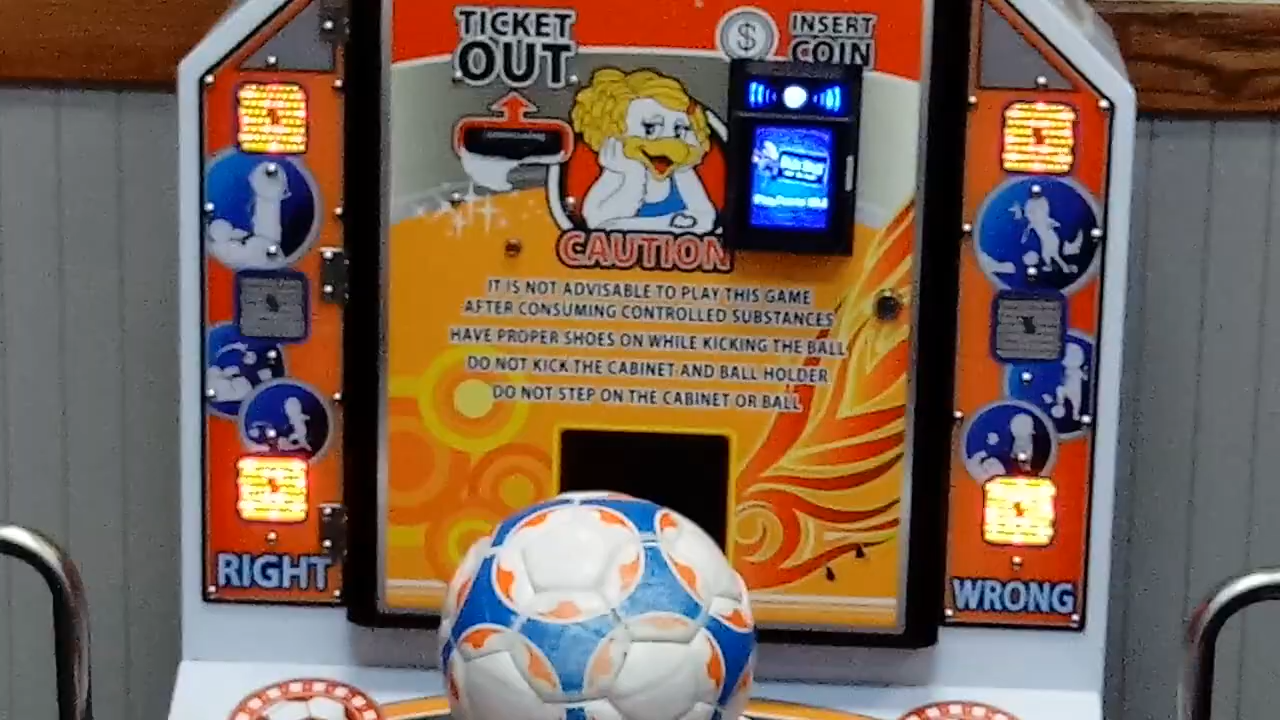 TICKET
OUT
$
INSERT
COIN
CAUTION
IT IS NOT ADVISABLE TO PLAY THIS GAME
AFTER CONSUMING CONTROLLED SUBSTANCES
HAVE PROPER SHOES ON WHILE KICKING THE BALL
DO NOT KICK THE CABINET AND BALL HOLDER
DO NOT STEP ON THE CABINET OR BALL
RIGHT
WRONG